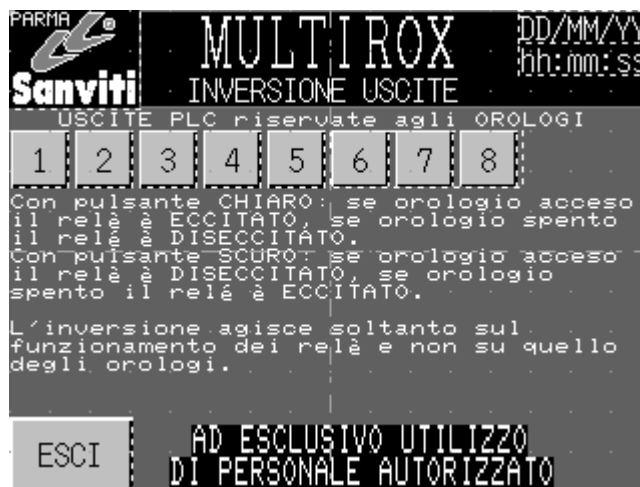 PARMA
Sanviti
MULTIROX
INVERSIONE USCITE
DD/MM/YY
hh:mm:ss
USCITE PLC riservate agli OROLOGI
1 2 3 4 5 6 7 8
Con pulsante CHIARO: se orologio acceso
il relè è ECCITATO, se orologio spento
il relè è DISECCITATO.
Con pulsante SCURO: se orologio acceso
il relè è DISECCITATO, se orologio
spento il relé è ECCITATO.
L'inversione agisce soltanto sul
funzionamento dei relè e non su quello
degli orologi.
ESCI
AD ESCLUSIVO UTILIZZO
DI PERSONALE AUTORIZZATO